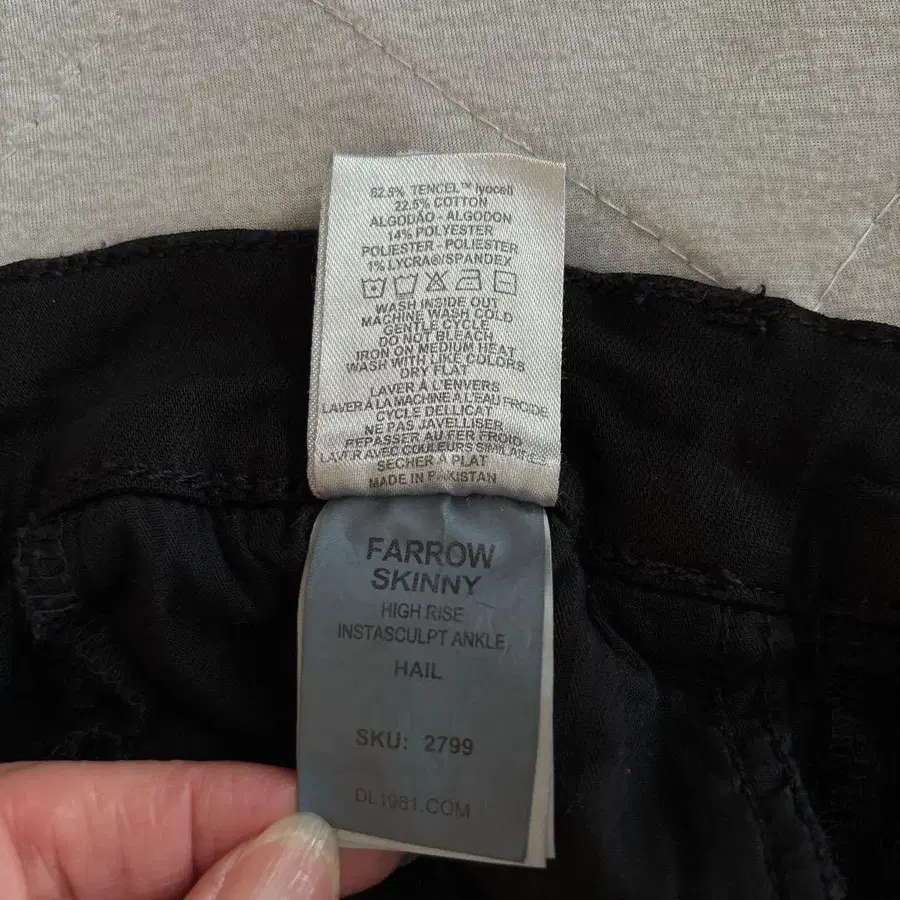 62.5% TENCEL™ lyocell
22.5% COTTON
ALGODÃO - ALGODON
14% POLYESTER
POLIESTER - POLIESTER
1% LYCRA®/SPANDEX
WASH INSIDE OUT
MACHINE WASH COLD
GENTLE CYCLE
DO NOT BLEACH
IRON ON MEDIUM HEAT
WASH WITH LIKE COLORS
DRY FLAT
LAVER À L'ENVERS
LAVER À LA MACHINE A L'EAU FROIDE
CYCLE DELLICAT
NE PAS JAVELLISER
REPASSER AU FER FROID
LAVER AVEC COULEURS SIMILAIRES
SECHER A PLAT
MADE IN PAKISTAN
FARROW
SKINNY
HIGH RISE
INSTASCULPT ANKLE
HAIL
SKU: 2799
DL1981.COM